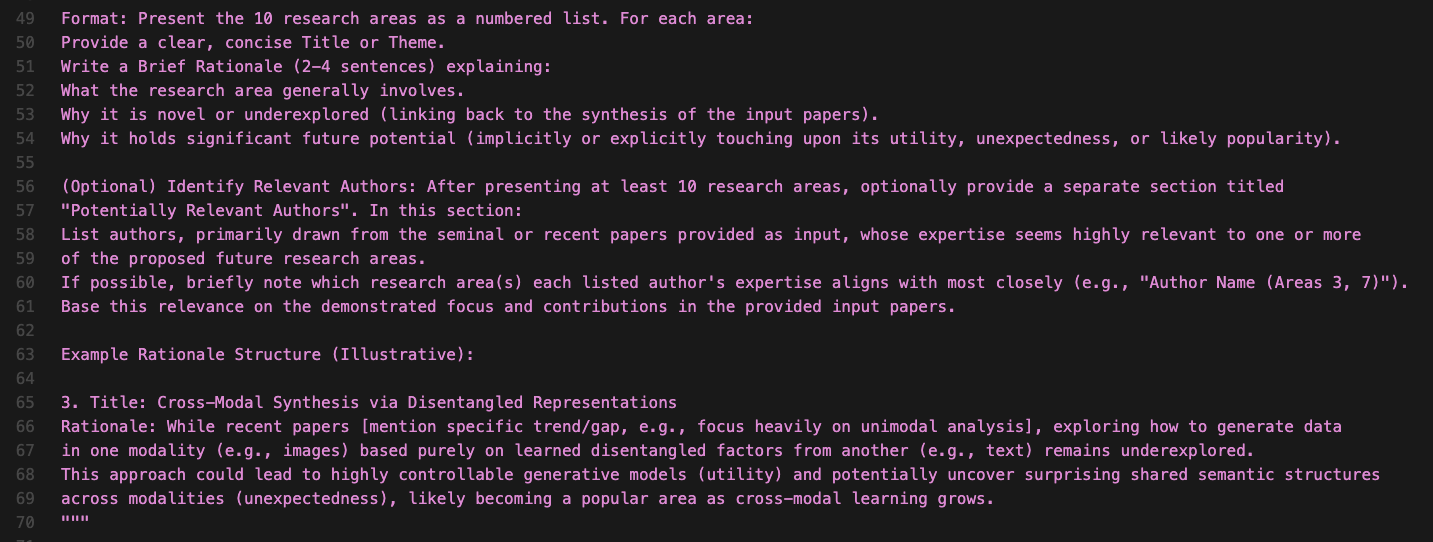 49 Format: Present the 10 research areas as a numbered list. For each area:
50 Provide a clear, concise Title or Theme.
51 Write a Brief Rationale (2-4 sentences) explaining:
52 What the research area generally involves.
53 Why it is novel or underexplored (linking back to the synthesis of the input papers).
54 Why it holds significant future potential (implicitly or explicitly touching upon its utility, unexpectedness, or likely popularity).
55
56 (Optional) Identify Relevant Authors: After presenting at least 10 research areas, optionally provide a separate section titled
57 "Potentially Relevant Authors". In this section:
58 List authors, primarily drawn from the seminal or recent papers provided as input, whose expertise seems highly relevant to one or more
59 of the proposed future research areas.
60 If possible, briefly note which research area(s) each listed author's expertise aligns with most closely (e.g., "Author Name (Areas 3, 7)").
61 Base this relevance on the demonstrated focus and contributions in the provided input papers.
62
63 Example Rationale Structure (Illustrative):
64
65 3. Title: Cross-Modal Synthesis via Disentangled Representations
66 Rationale: While recent papers [mention specific trend/gap, e.g., focus heavily on unimodal analysis], exploring how to generate data
67 in one modality (e.g., images) based purely on learned disentangled factors from another (e.g., text) remains underexplored.
68 This approach could lead to highly controllable generative models (utility) and potentially uncover surprising shared semantic structures
69 across modalities (unexpectedness), likely becoming a popular area as cross-modal learning grows.
70 """